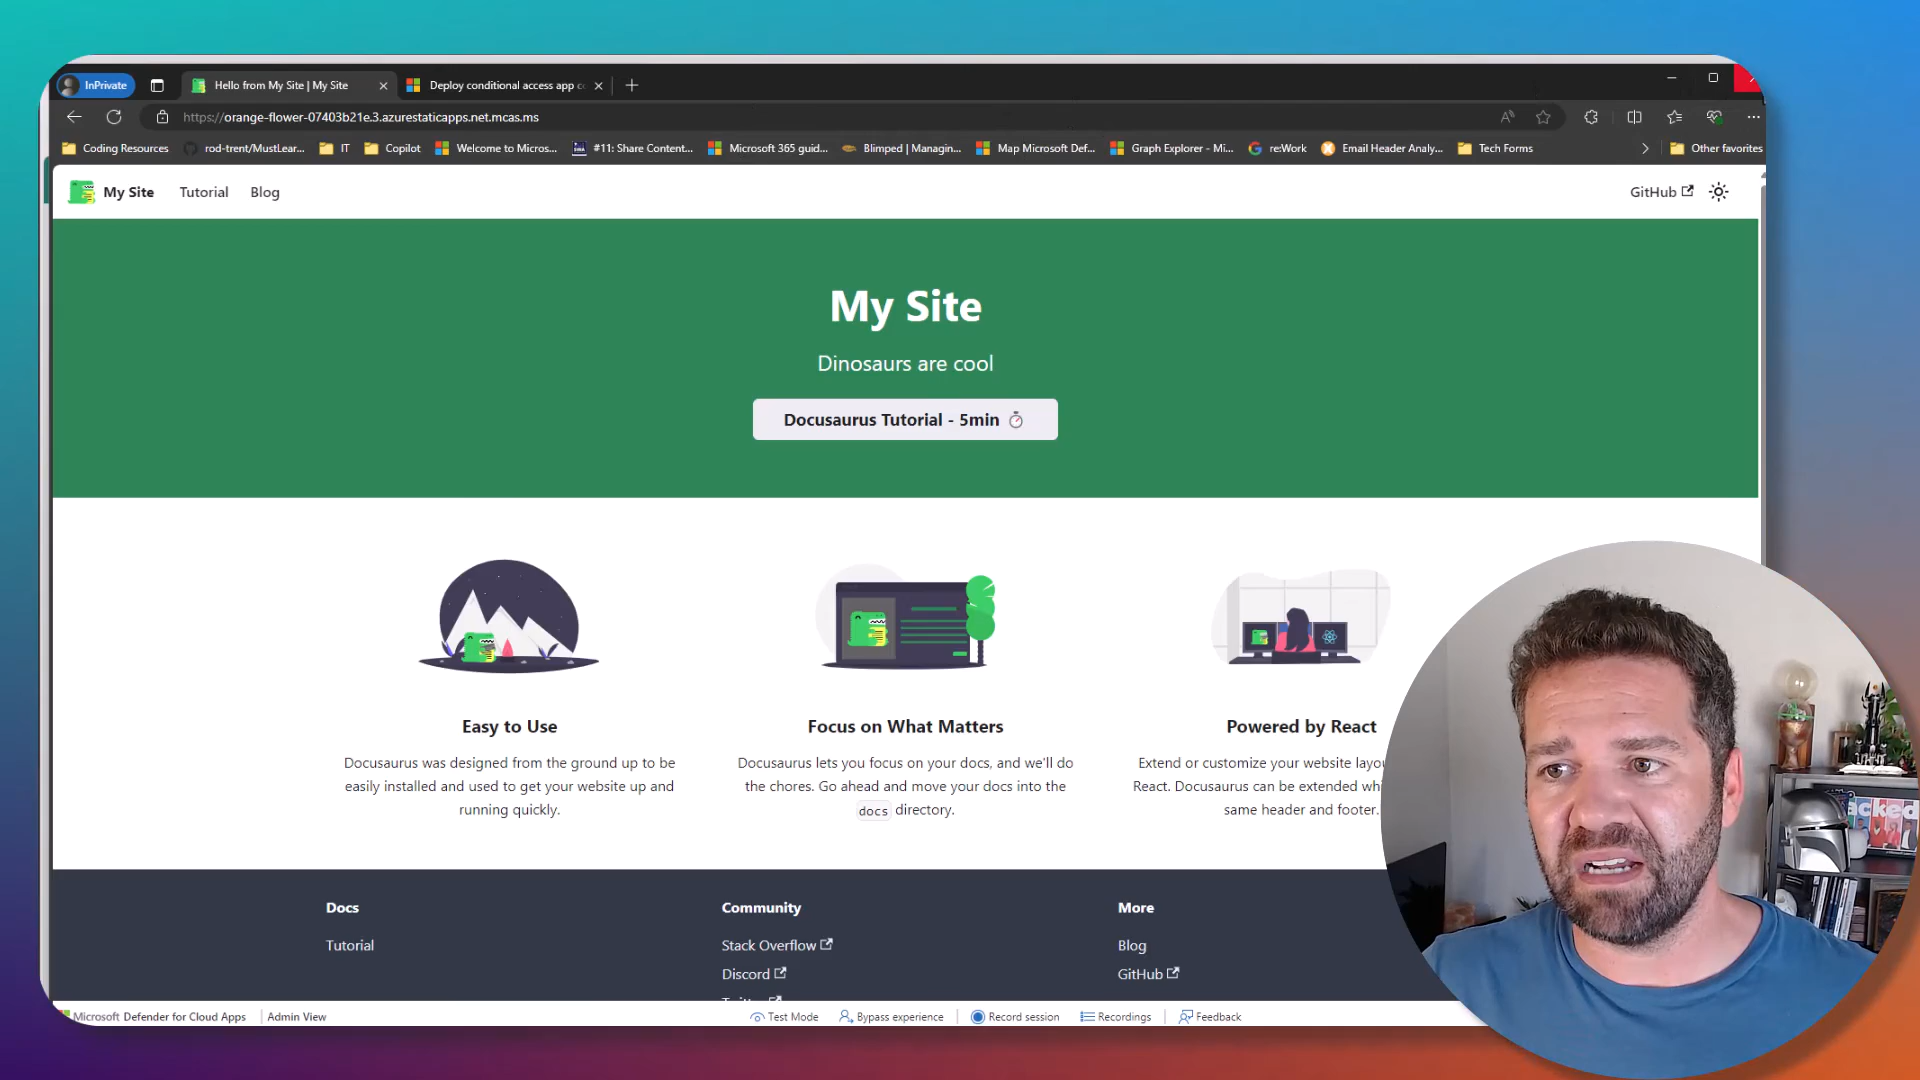 InPrivate
Hello from My Site | My Site
Deploy conditional access app c
https://orange-flower-07403b21e.3.azurestaticapps.net.mcas.ms
Coding Resources
rod-trent/MustLear...
IT
Copilot
Welcome to Micros...
#11: Share Content...
Microsoft 365 guid...
Blimped | Managin...
Map Microsoft Def...
Graph Explorer - Mi...
re:Work
Email Header Analy...
Tech Forms
Other favorites
My Site
Tutorial
Blog
GitHub
My Site
Dinosaurs are cool
Docusaurus Tutorial - 5min
Easy to Use
Docusaurus was designed from the ground up to be
easily installed and used to get your website up and
running quickly.
Focus on What Matters
Docusaurus lets you focus on your docs, and we'll do
the chores. Go ahead and move your docs into the
docs directory.
Powered by React
Extend or customize your website
React. Docusaurus can be extended
same header and footer.
Docs
Tutorial
Community
Stack Overflow
Discord
More
Blog
GitHub
Microsoft Defender for Cloud Apps
Admin View
Test Mode
Bypass experience
Record session
Recordings
Feedback